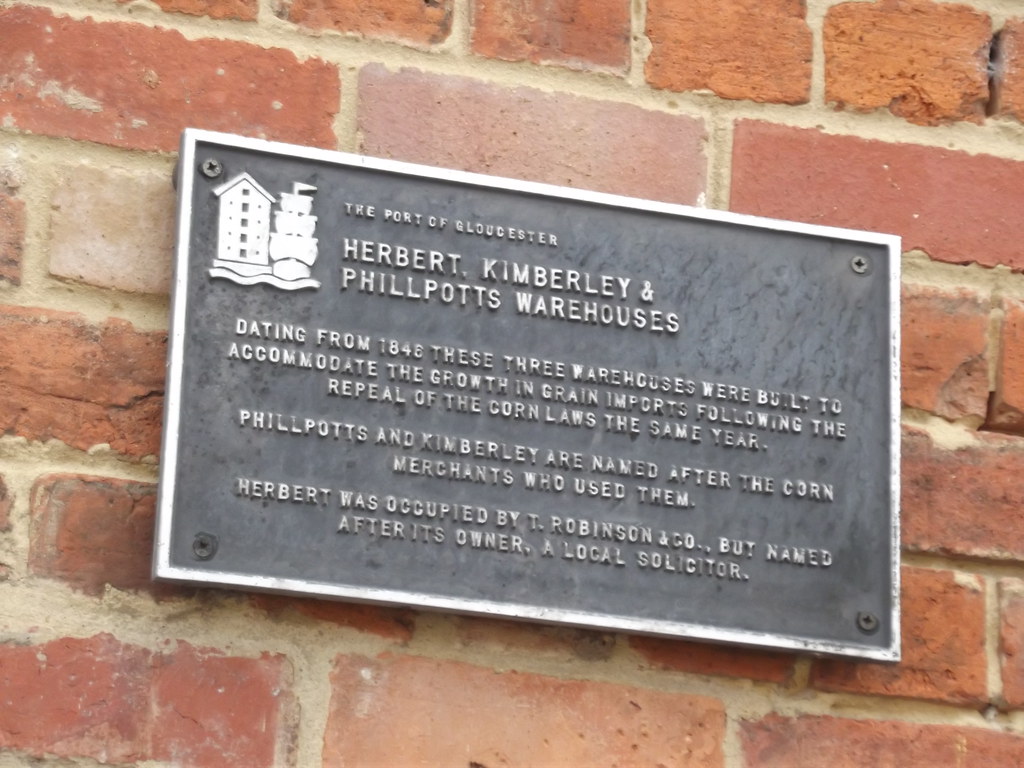 THE PORT OF GLOUCESTER
HERBERT, KIMBERLEY &
PHILLPOTTS WAREHOUSES
DATING FROM 1846 THESE THREE WAREHOUSES WERE BUILT TO
ACCOMMODATE THE GROWTH IN GRAIN IMPORTS FOLLOWING THE
REPEAL OF THE CORN LAWS THE SAME YEAR.
PHILLPOTTS AND KIMBERLEY ARE NAMED AFTER THE CORN
MERCHANTS WHO USED THEM.
HERBERT WAS OCCUPIED BY T. ROBINSON & CO., BUT NAMED
AFTER ITS OWNER, A LOCAL SOLICITOR.